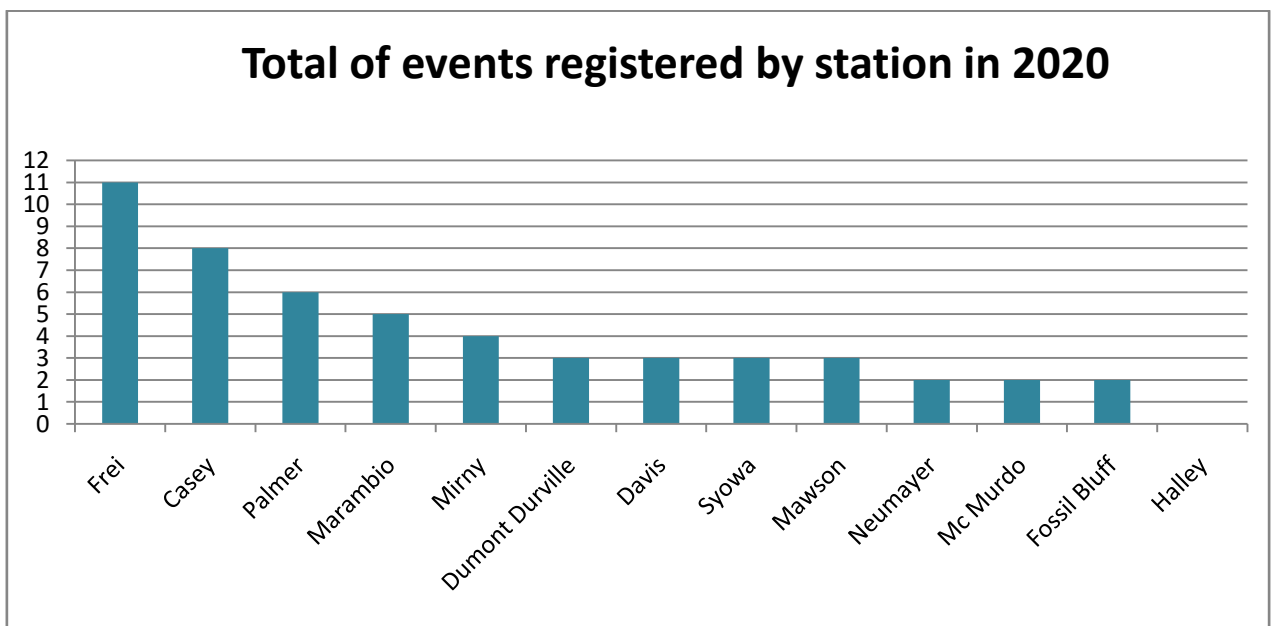 Total of events registered by station in 2020
12
11
10
9
8
7
6
5
4
3
2
1
0
Frei
Casey
Palmer
Marambio
Mirny
Dumont Durville
Davis
Syowa
Mawson
Neumayer
Mc Murdo
Fossil Bluff
Halley